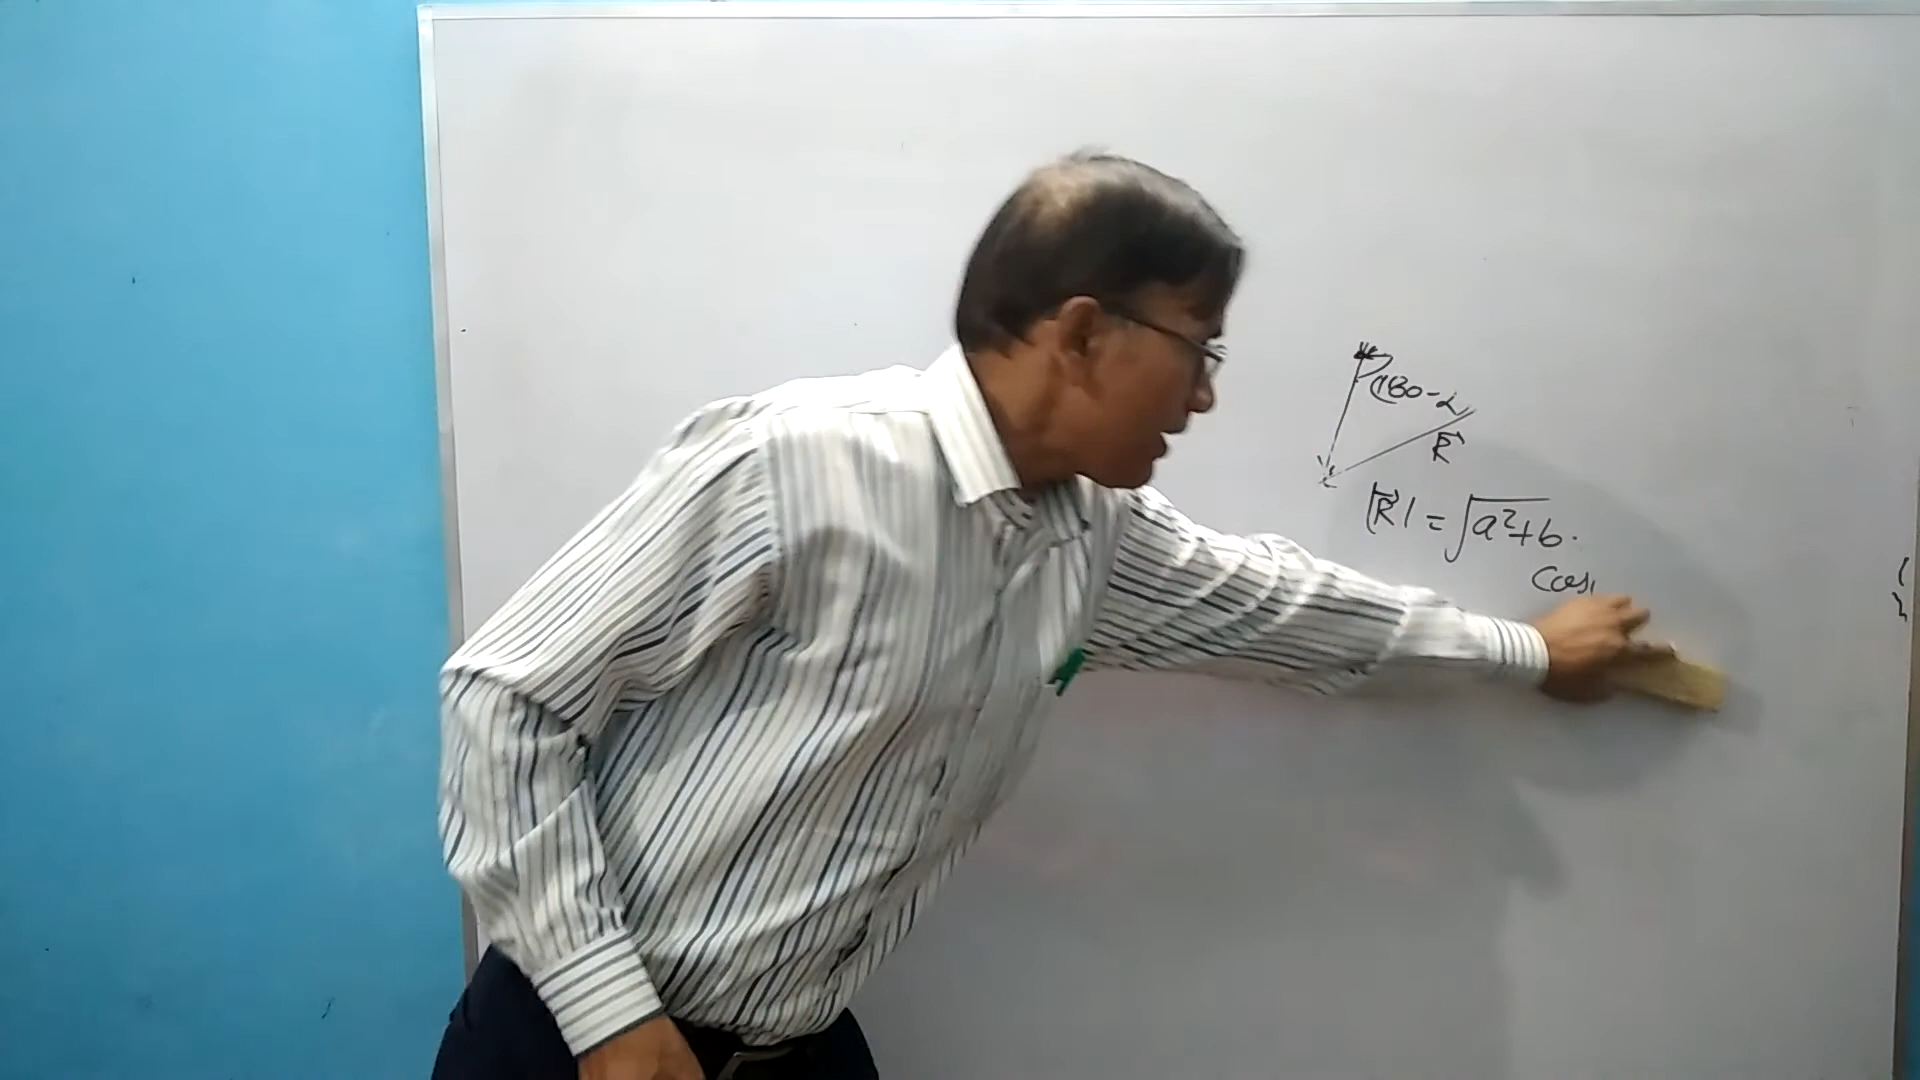 (180-α
R⃗
|R⃗| = √a²+b
Cos